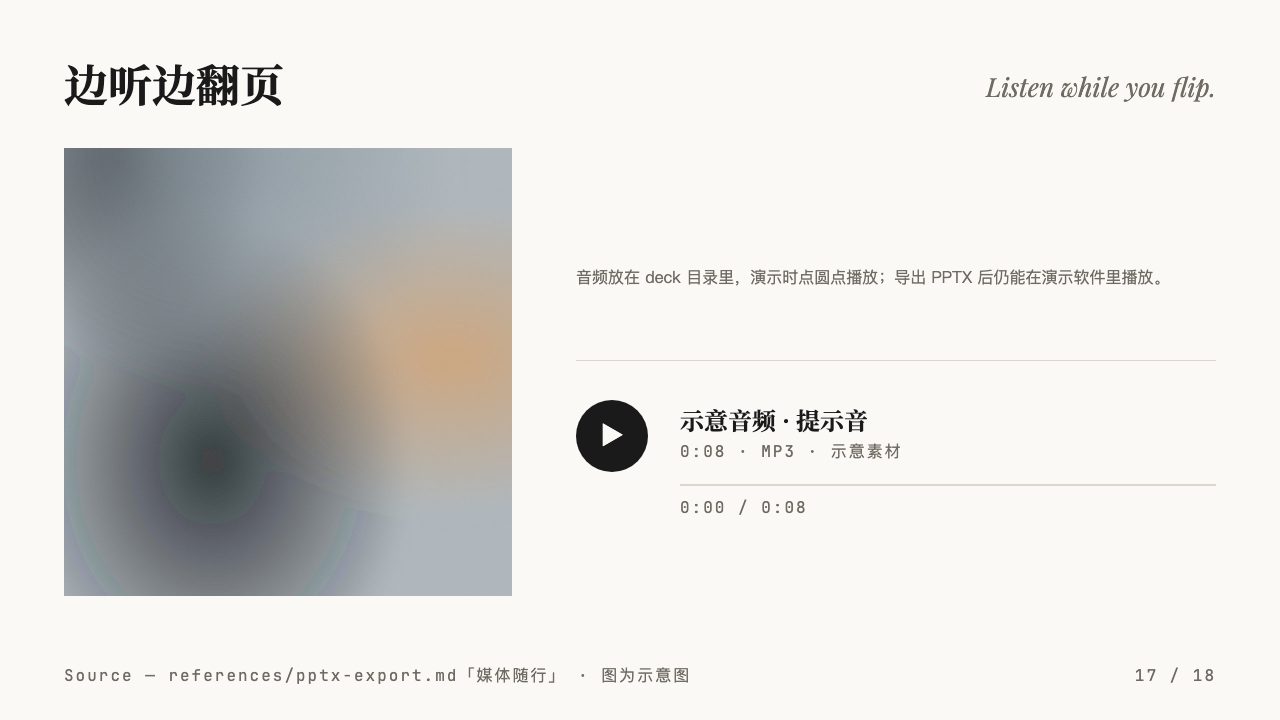 边听边翻页
Listen while you flip.
音频放在 deck 目录里，演示时点圆点播放；导出 PPTX 后仍能在演示软件里播放。
示意音频 · 提示音
0:08 · MP3 · 示意素材
0:00 / 0:08
Source — references/pptx-export.md「媒体随行」 · 图为示意图
17 / 18